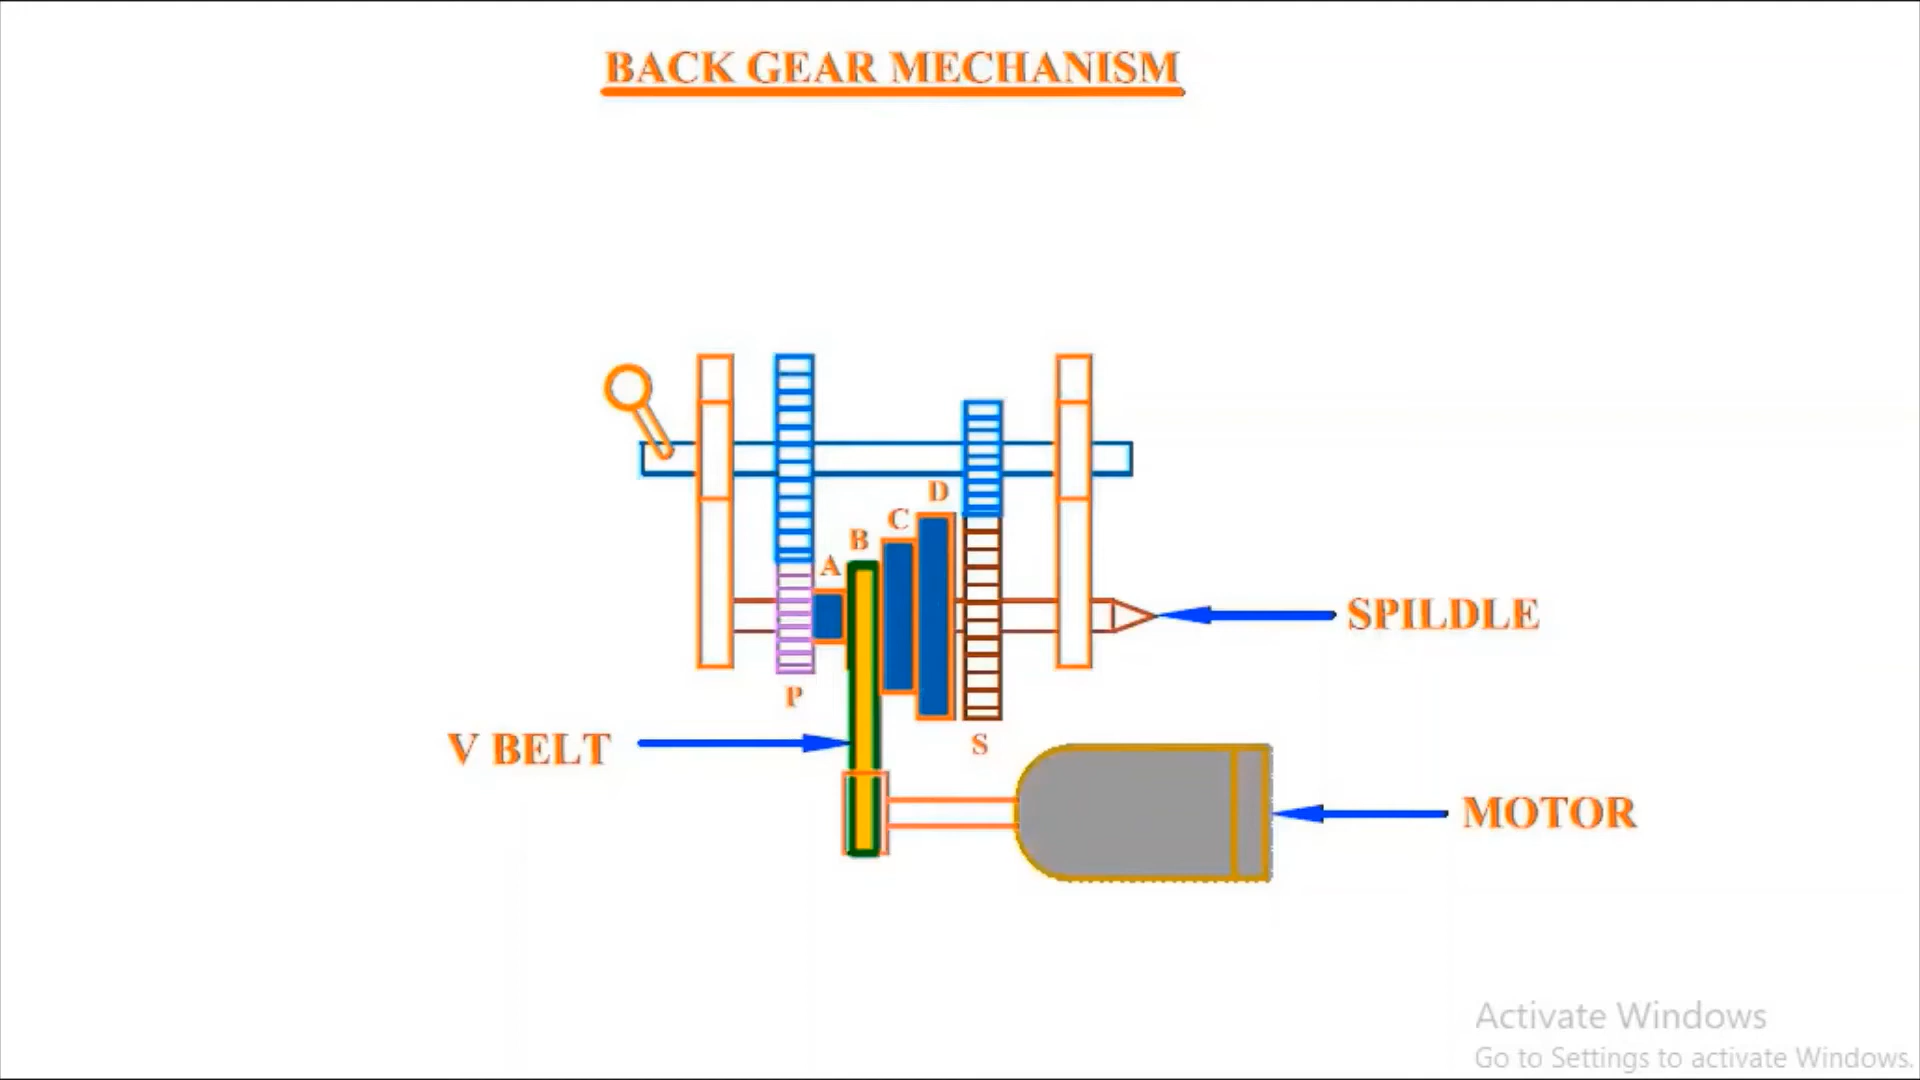 BACK GEAR MECHANISM
D
C
B
A
SPILDLE
P
S
V BELT
MOTOR
Activate Windows
Go to Settings to activate Windows.